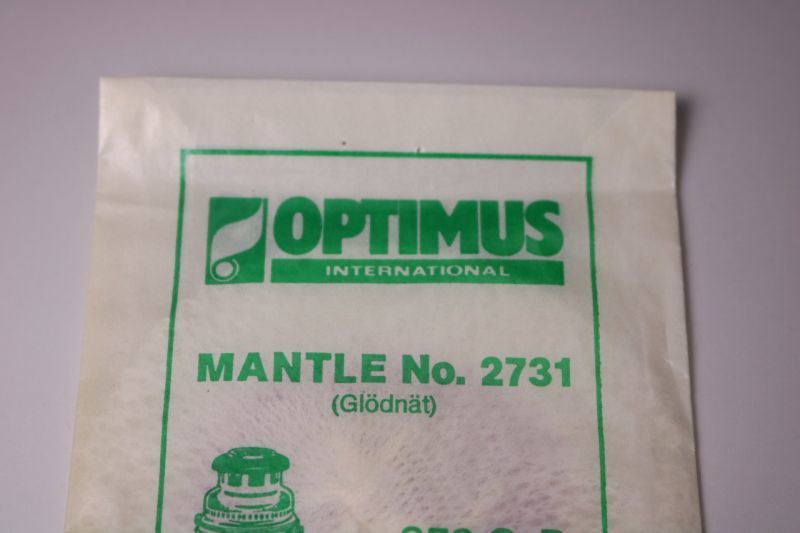 OPTIMUS
INTERNATIONAL
MANTLE No. 2731
(Glödnät)